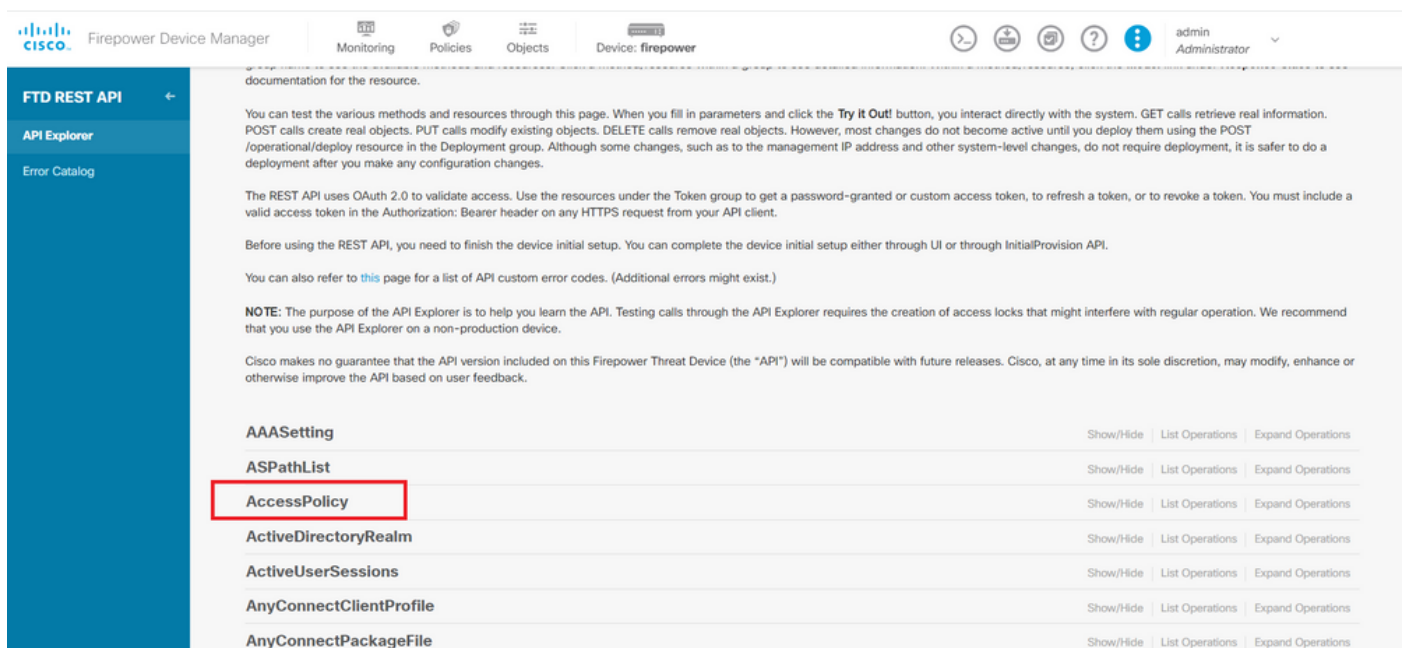 CISCO
Firepower Device Manager
Monitoring
Policies
Objects
Device: firepower
admin
Administrator
FTD REST API
API Explorer
Error Catalog
documentation for the resource.
You can test the various methods and resources through this page. When you fill in parameters and click the Try It Out! button, you interact directly with the system. GET calls retrieve real information.
POST calls create real objects. PUT calls modify existing objects. DELETE calls remove real objects. However, most changes do not become active until you deploy them using the POST
/operational/deploy resource in the Deployment group. Although some changes, such as to the management IP address and other system-level changes, do not require deployment, it is safer to do a
deployment after you make any configuration changes.
The REST API uses OAuth 2.0 to validate access. Use the resources under the Token group to get a password-granted or custom access token, to refresh a token, or to revoke a token. You must include a
valid access token in the Authorization: Bearer header on any HTTPS request from your API client.
Before using the REST API, you need to finish the device initial setup. You can complete the device initial setup either through UI or through InitialProvision API.
You can also refer to this page for a list of API custom error codes. (Additional errors might exist.)
NOTE: The purpose of the API Explorer is to help you learn the API. Testing calls through the API Explorer requires the creation of access locks that might interfere with regular operation. We recommend
that you use the API Explorer on a non-production device.
Cisco makes no guarantee that the API version included on this Firepower Threat Device (the “API”) will be compatible with future releases. Cisco, at any time in its sole discretion, may modify, enhance or
otherwise improve the API based on user feedback.
AAASetting Show/Hide List Operations Expand Operations
ASPathList Show/Hide List Operations Expand Operations
AccessPolicy Show/Hide List Operations Expand Operations
ActiveDirectoryRealm Show/Hide List Operations Expand Operations
ActiveUserSessions Show/Hide List Operations Expand Operations
AnyConnectClientProfile Show/Hide List Operations Expand Operations
AnyConnectPackageFile Show/Hide List Operations Expand Operations